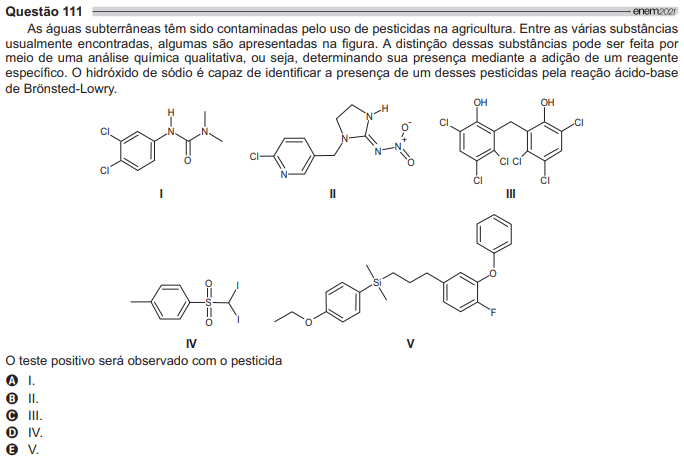 Questão 111 enem2021
As águas subterrâneas têm sido contaminadas pelo uso de pesticidas na agricultura. Entre as várias substâncias
usualmente encontradas, algumas são apresentadas na figura. A distinção dessas substâncias pode ser feita por
meio de uma análise química qualitativa, ou seja, determinando sua presença mediante a adição de um reagente
específico. O hidróxido de sódio é capaz de identificar a presença de um desses pesticidas pela reação ácido-base
de Brönsted-Lowry.
H
Cl N N
Cl O
I
N H
N O-
Cl N N+
N O
II
OH OH
Cl Cl
Cl Cl
Cl Cl
III
O I
S
O I
IV
Si O
O F
V
O teste positivo será observado com o pesticida
A I.
B II.
C III.
D IV.
E V.